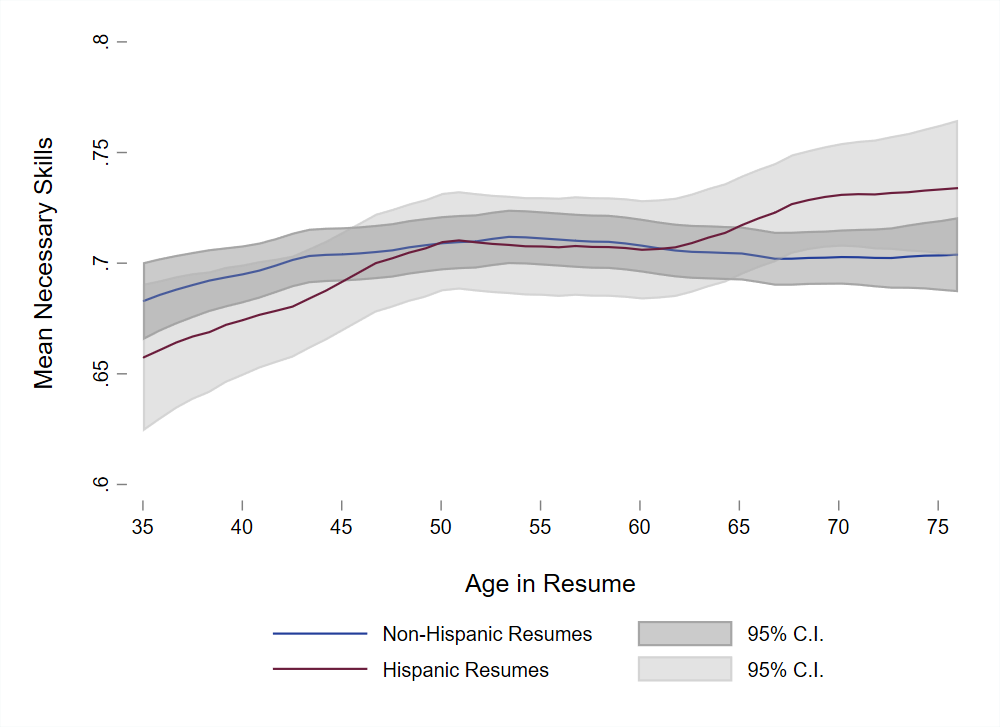 .8
.75
.7
.65
.6
Mean Necessary Skills
35 40 45 50 55 60 65 70 75
Age in Resume
Non-Hispanic Resumes 95% C.I.
Hispanic Resumes 95% C.I.